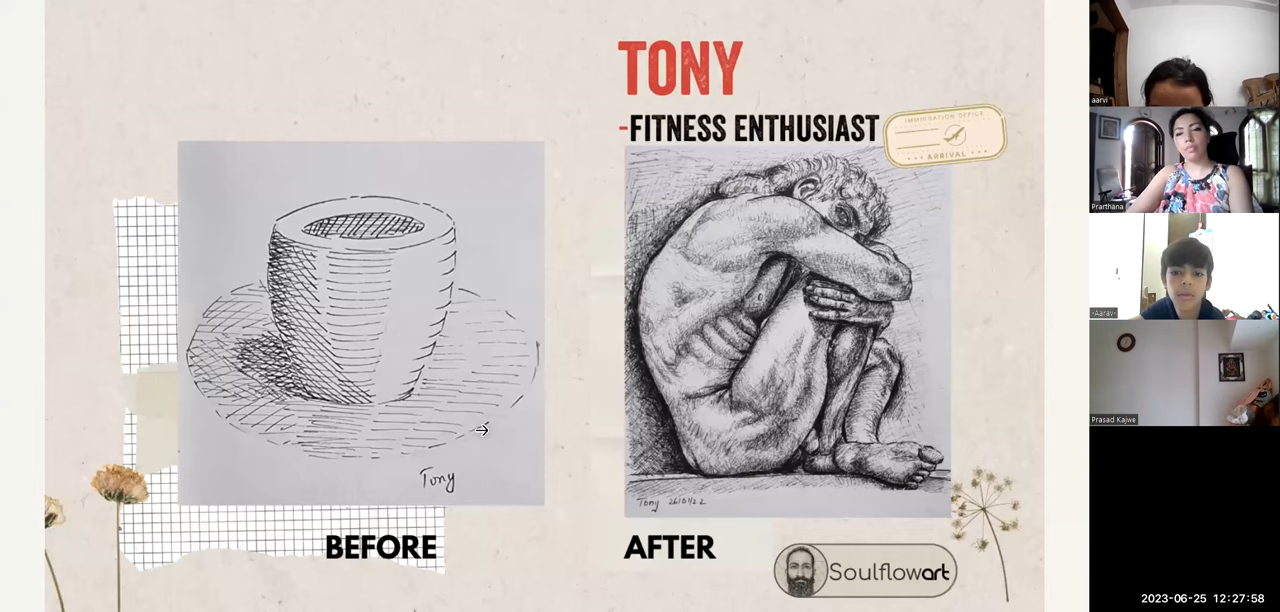 TONY
-FITNESS ENTHUSIAST
IMMIGRATION OFFICE
ARRIVAL
Tony
Tony 26/01/22
BEFORE
AFTER
Soulflowart
aarvi
Prarthana
-Aarav-
Prasad Kajwe
2023-06-25 12:27:58